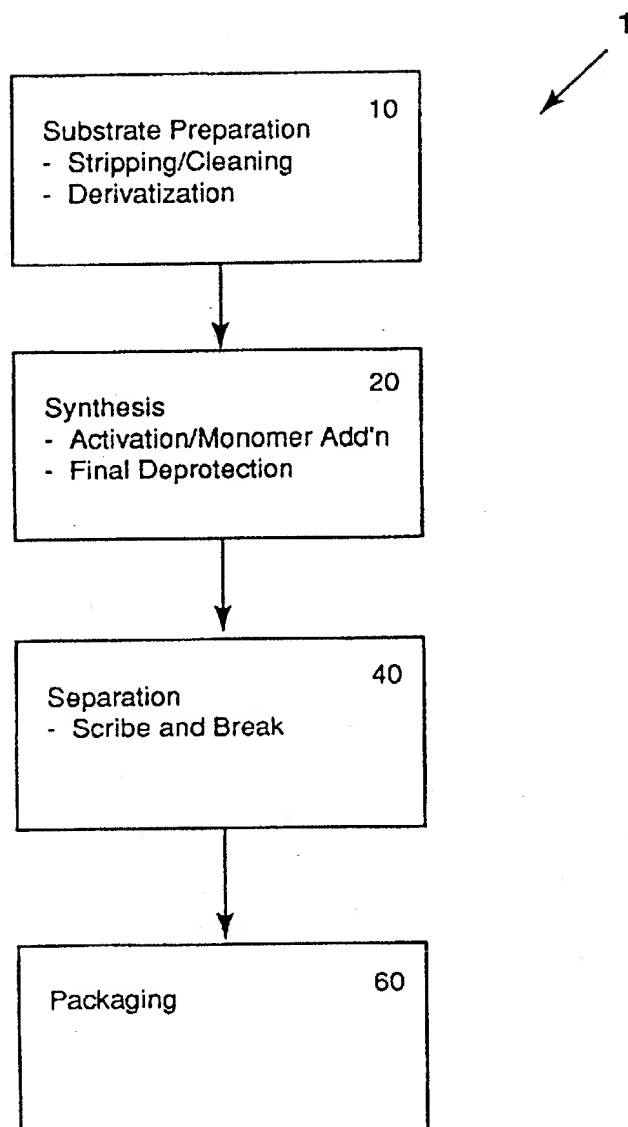 1
10
Substrate Preparation
- Stripping/Cleaning
- Derivatization
20
Synthesis
- Activation/Monomer Add'n
- Final Deprotection
40
Separation
- Scribe and Break
60
Packaging